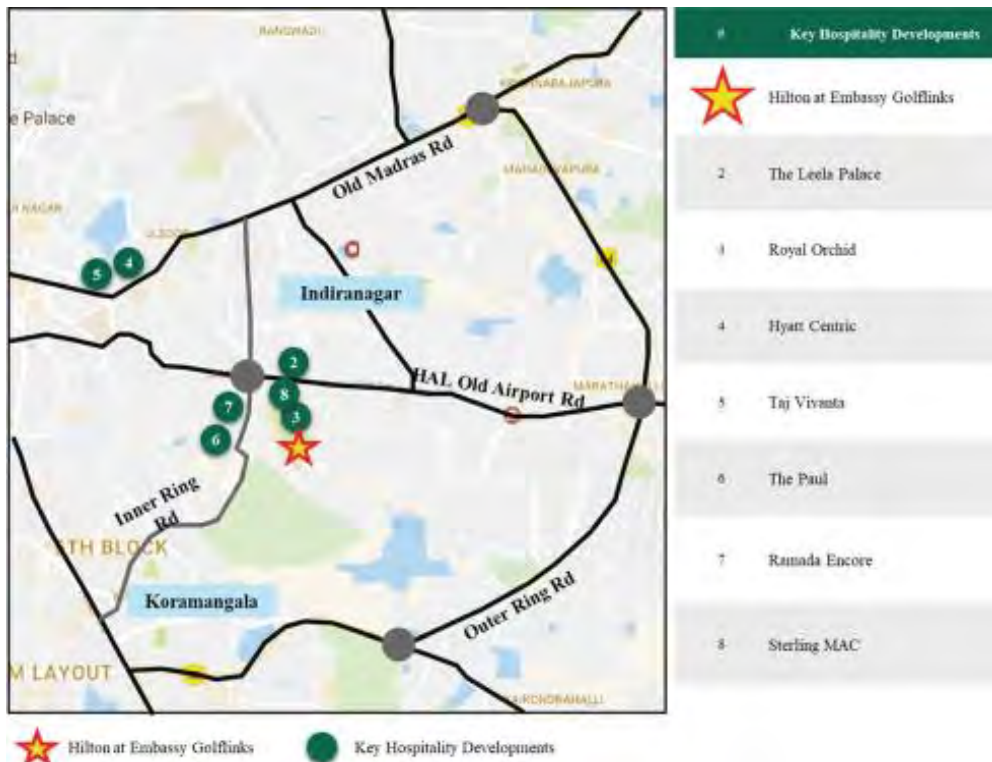 RANGWADI
e Palace
Old Madras Rd
5
4
Indiranagar
2
HAL Old Airport Rd
8
7
3
6
Inner Ring
Rd
5TH BLOCK
Koramangala
Outer Ring Rd
M LAYOUT
# Key Hospitality Developments
Hilton at Embassy Golflinks
2 The Leela Palace
Royal Orchid
4 Hyatt Centric
5 Taj Vivanta
6 The Paul
7 Ramada Encore
8 Sterling MAC
Hilton at Embassy Golflinks
Key Hospitality Developments